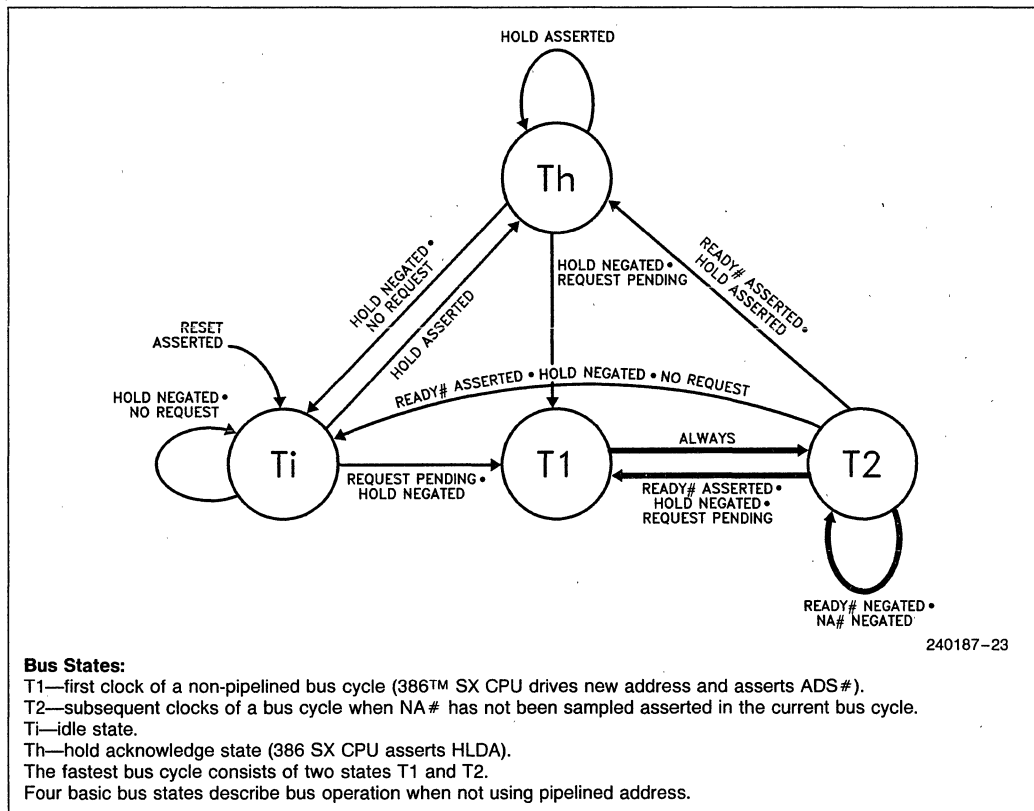 HOLD ASSERTED
Th
HOLD NEGATED•
NO REQUEST
HOLD ASSERTED
HOLD NEGATED•
REQUEST PENDING
READY# ASSERTED•
HOLD ASSERTED
RESET
ASSERTED
HOLD NEGATED•
NO REQUEST
READY# ASSERTED • HOLD NEGATED • NO REQUEST
Ti
REQUEST PENDING•
HOLD NEGATED
T1
ALWAYS
READY# ASSERTED•
HOLD NEGATED•
REQUEST PENDING
T2
READY# NEGATED•
NA# NEGATED
240187–23
Bus States:
T1—first clock of a non-pipelined bus cycle (386™ SX CPU drives new address and asserts ADS#).
T2—subsequent clocks of a bus cycle when NA# has not been sampled asserted in the current bus cycle.
Ti—idle state.
Th—hold acknowledge state (386 SX CPU asserts HLDA).
The fastest bus cycle consists of two states T1 and T2.
Four basic bus states describe bus operation when not using pipelined address.